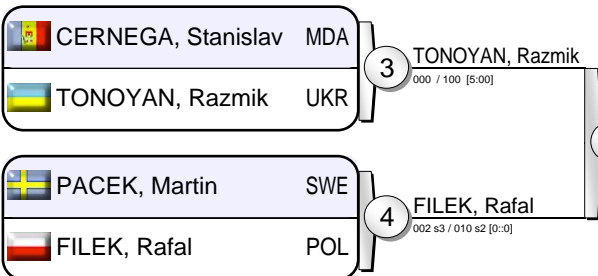 CERNEGA, Stanislav MDA
TONOYAN, Razmik UKR
3
TONOYAN, Razmik
000 / 100 [5:00]
PACEK, Martin SWE
FILEK, Rafal POL
4
FILEK, Rafal
002 s3 / 010 s2 [0::0]